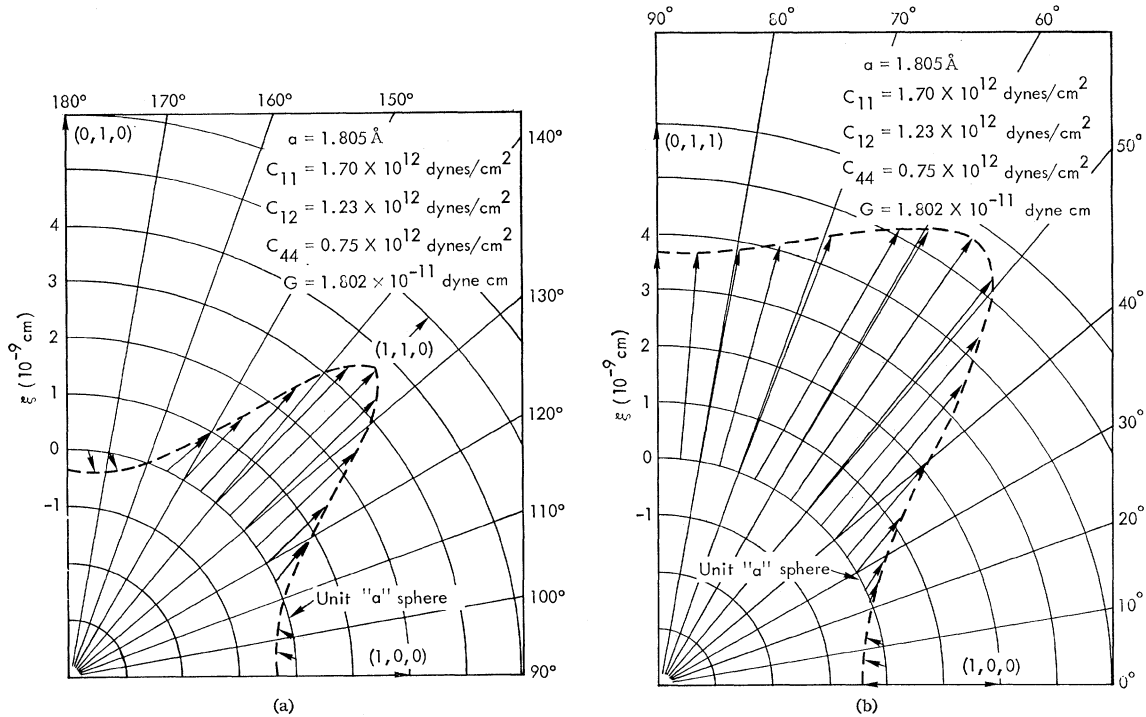 180°
170°
160°
150°
140°
130°
120°
110°
100°
90°
(0,1,0)
a = 1.805 Å
C11 = 1.70 X 10^12 dynes/cm^2
C12 = 1.23 X 10^12 dynes/cm^2
C44 = 0.75 X 10^12 dynes/cm^2
G = 1.802 × 10^-11 dyne cm
4
3
2
1
0
-1
ξ (10^-9 cm)
(1,1,0)
Unit "a" sphere
(1,0,0)
(a)
90°
80°
70°
60°
50°
40°
30°
20°
10°
0°
(0,1,1)
a = 1.805 Å
C11 = 1.70 X 10^12 dynes/cm^2
C12 = 1.23 X 10^12 dynes/cm^2
C44 = 0.75 X 10^12 dynes/cm^2
G = 1.802 X 10^-11 dyne cm
4
3
2
1
0
-1
ξ (10^-9 cm)
Unit "a" sphere
(1,0,0)
(b)